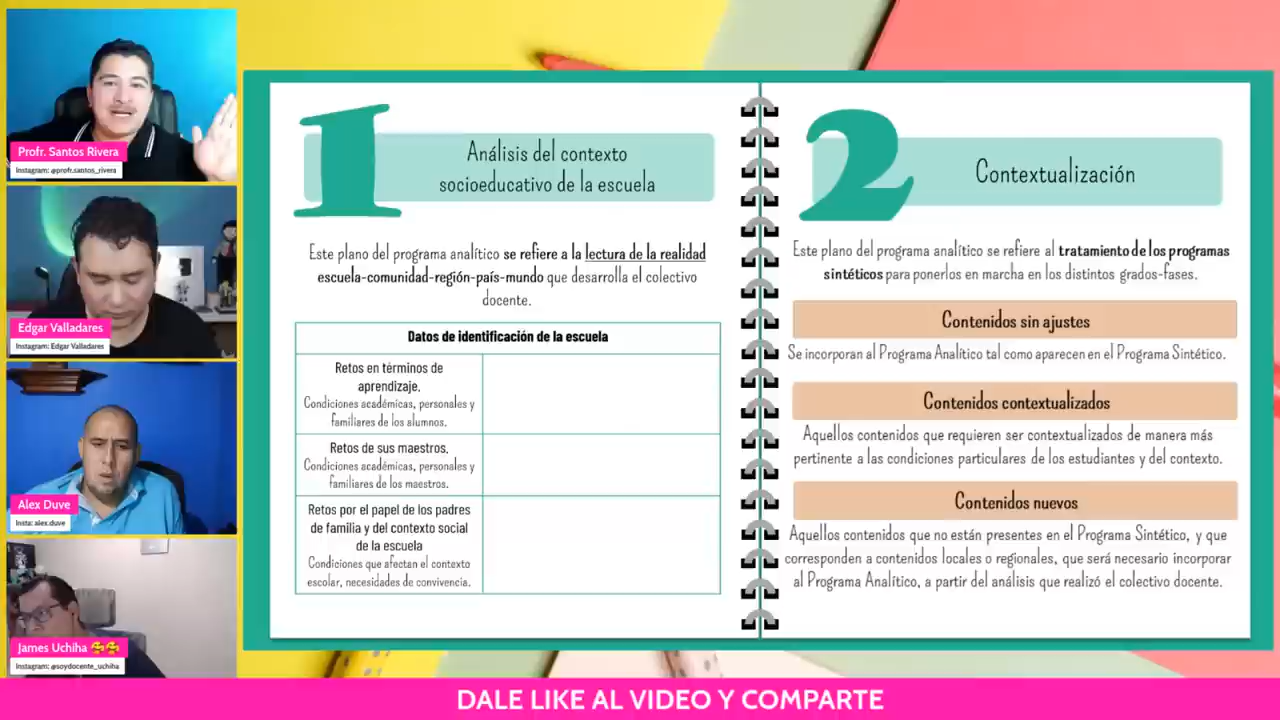 Profr. Santos Rivera
Instagram: @profr.santos_rivera
Edgar Valladares
Instagram: Edgar Valladares
Alex Duve
Insta: alex.duve
James Uchiha 🥰🥰
Instagram: @soydocente_uchiha
1
Análisis del contexto
socioeducativo de la escuela
Este plano del programa analítico se refiere a la lectura de la realidad
escuela-comunidad-región-país-mundo que desarrolla el colectivo
docente.
Datos de identificación de la escuela
Retos en términos de
aprendizaje.
Condiciones académicas, personales y
familiares de los alumnos.
Retos de sus maestros.
Condiciones académicas, personales y
familiares de los maestros.
Retos por el papel de los padres
de familia y del contexto social
de la escuela
Condiciones que afectan el contexto
escolar, necesidades de convivencia.
2
Contextualización
Este plano del programa analítico se refiere al tratamiento de los programas
sintéticos para ponerlos en marcha en los distintos grados-fases.
Contenidos sin ajustes
Se incorporan al Programa Analítico tal como aparecen en el Programa Sintético.
Contenidos contextualizados
Aquellos contenidos que requieren ser contextualizados de manera más
pertinente a las condiciones particulares de los estudiantes y del contexto.
Contenidos nuevos
Aquellos contenidos que no están presentes en el Programa Sintético, y que
corresponden a contenidos locales o regionales, que será necesario incorporar
al Programa Analítico, a partir del análisis que realizó el colectivo docente.
DALE LIKE AL VIDEO Y COMPARTE